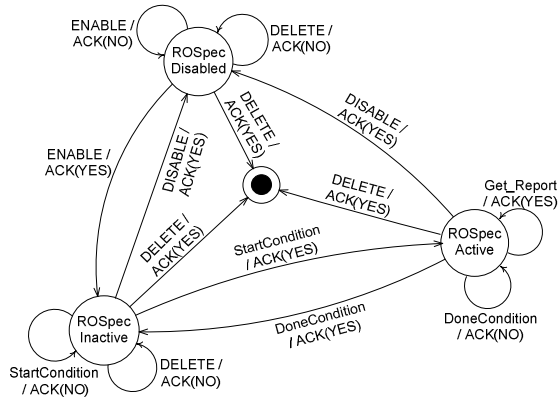 ENABLE /
ACK(NO)
DELETE /
ACK(NO)
ROSpec
Disabled
DELETE /
ACK(YES)
DISABLE /
ACK(YES)
ENABLE /
ACK(YES)
DISABLE /
ACK(YES)
DELETE /
ACK(YES)
Get_Report
/ ACK(YES)
DELETE /
ACK(YES)
StartCondition
/ ACK(YES)
ROSpec
Active
DoneCondition
/ ACK(YES)
DoneCondition
/ ACK(NO)
ROSpec
Inactive
StartCondition
/ ACK(NO)
DELETE /
ACK(NO)